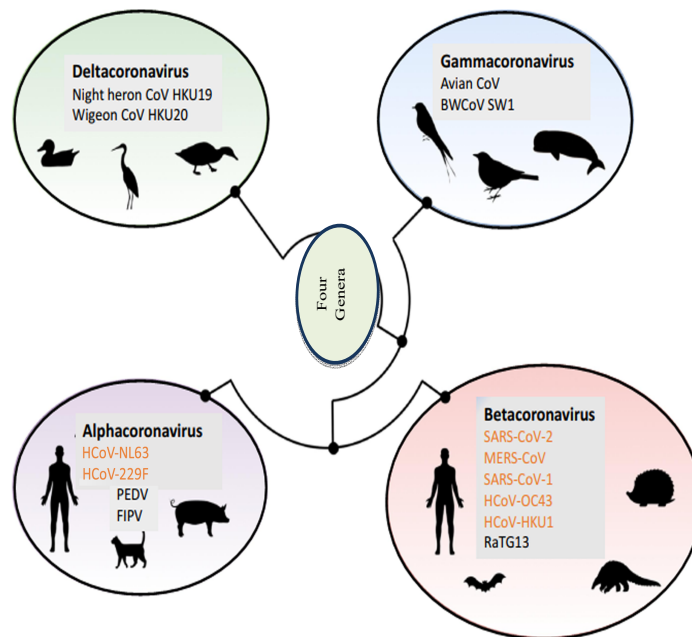 Deltacoronavirus
Night heron CoV HKU19
Wigeon CoV HKU20
Gammacoronavirus
Avian CoV
BWCoV SW1
Four
Genera
Alphacoronavirus
HCoV-NL63
HCoV-229F
PEDV
FIPV
Betacoronavirus
SARS-CoV-2
MERS-CoV
SARS-CoV-1
HCoV-OC43
HCoV-HKU1
RaTG13